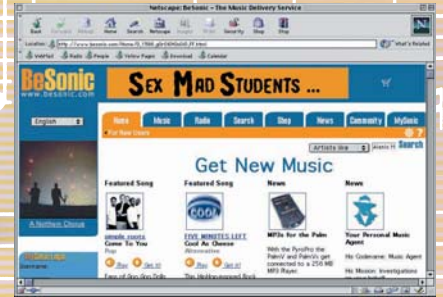 Netscape: BeSonic – The Music Delivery Service
Back Forward Reload Home Search Netscape Images Print Security Shop Stop
Location:
What's Related
WebMail Radio People Yellow Pages Download Calendar
BeSonic
www.besonic.com
SEX MAD STUDENTS ...
English
Home Music Radio Search Shop News Community MySonic
For New Users
Artists like
Search
Get New Music
A Northern Chorus
Featured Song
Come To You
Pop
Play Get it!
Featured Song
COOL
FIVE MINUTES LEFT
Cool As Cheese
Alternative
Play Get it!
News
MP3s for the Palm
With the PyroPro the
PalmV and PalmVx get
connected to a 256 MB
MP3 Player.
News
Your Personal Music
Agent
His Codename: Music Agent
His Mission: Investigations
Username: